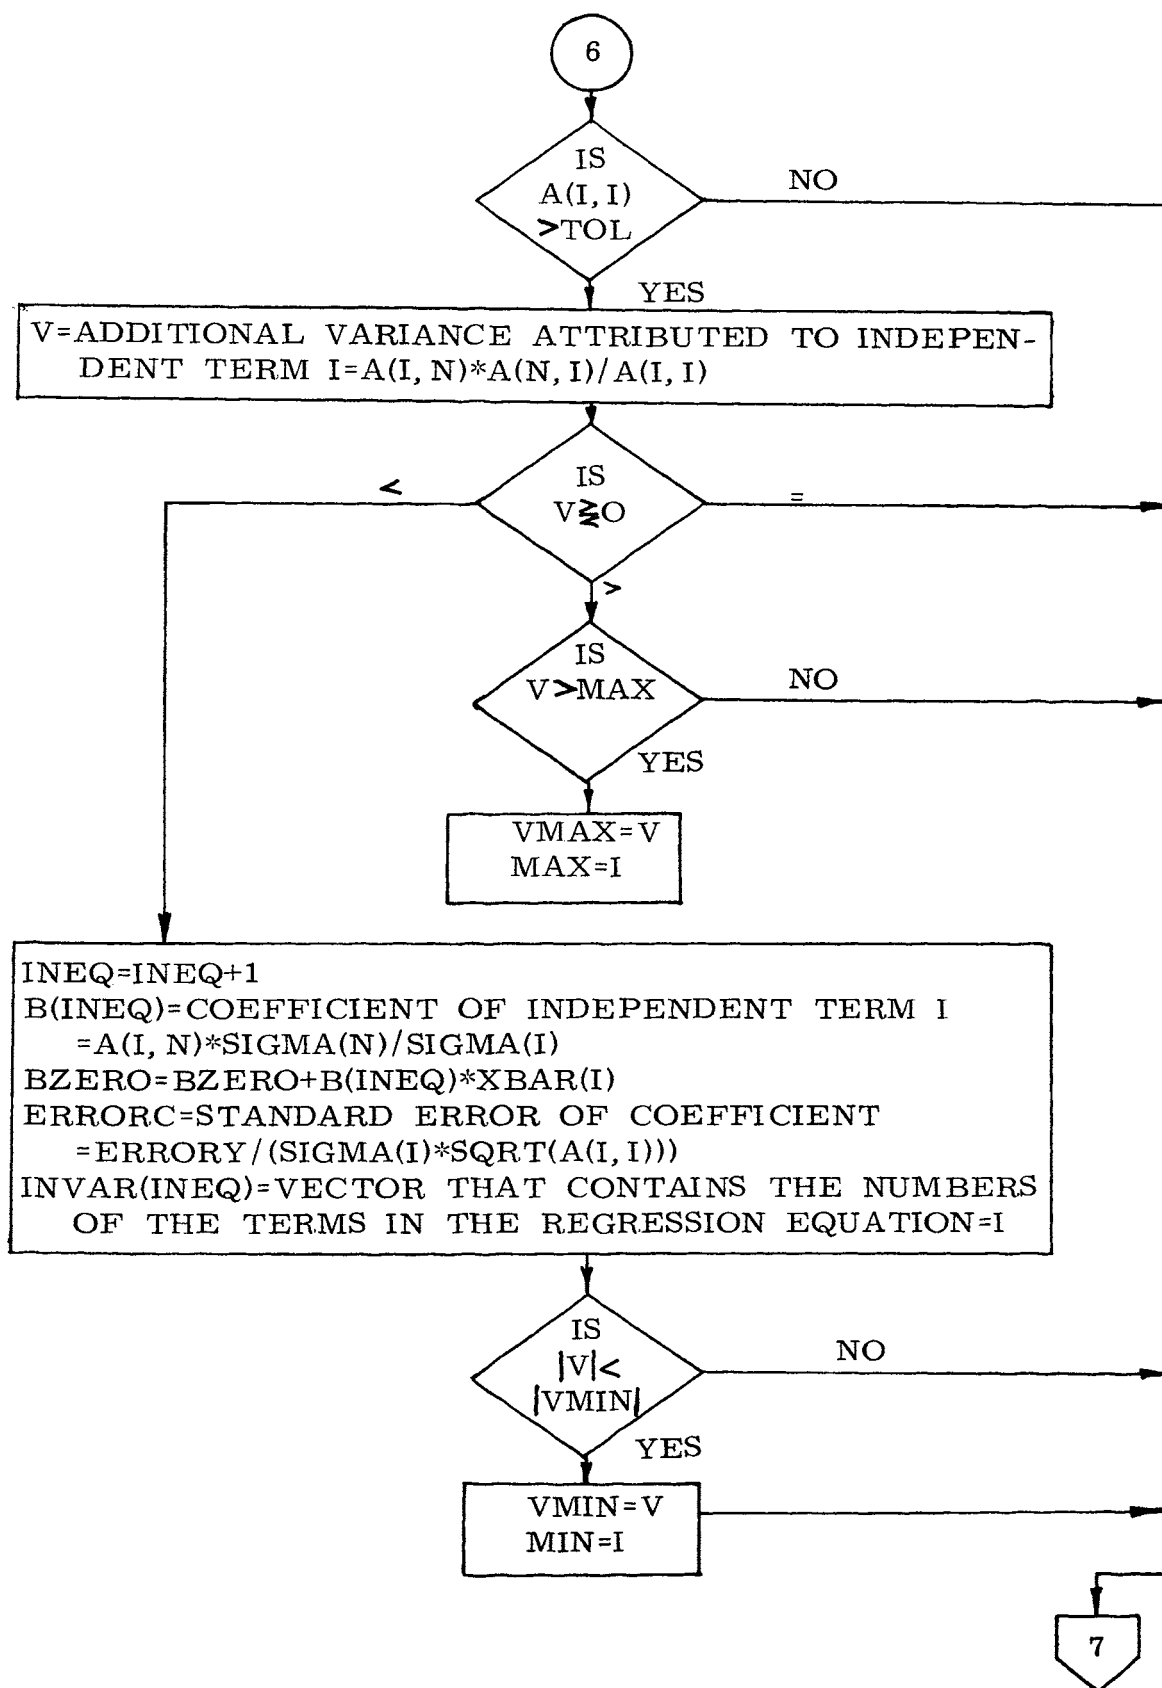 6
IS
A(I, I)
>TOL
NO
YES
V=ADDITIONAL VARIANCE ATTRIBUTED TO INDEPEN-
DENT TERM I=A(I, N)*A(N, I)/A(I, I)
<
IS
V⪌O
=
>
IS
V>MAX
NO
YES
VMAX=V
MAX=I
INEQ=INEQ+1
B(INEQ)=COEFFICIENT OF INDEPENDENT TERM I
=A(I, N)*SIGMA(N)/SIGMA(I)
BZERO=BZERO+B(INEQ)*XBAR(I)
ERRORC=STANDARD ERROR OF COEFFICIENT
=ERRORY/(SIGMA(I)*SQRT(A(I, I)))
INVAR(INEQ)=VECTOR THAT CONTAINS THE NUMBERS
OF THE TERMS IN THE REGRESSION EQUATION=I
IS
|V|<
|VMIN|
NO
YES
VMIN=V
MIN=I
7